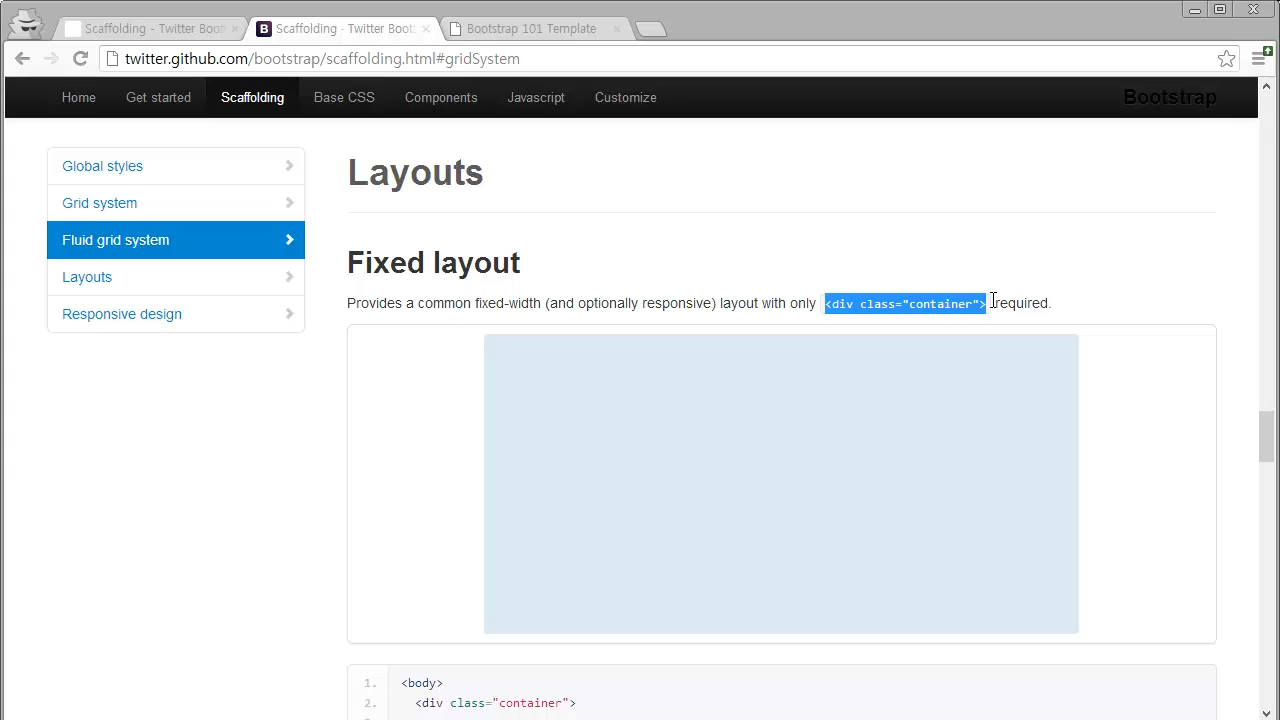 Scaffolding - Twitter Boot
Scaffolding - Twitter Boot
Bootstrap 101 Template
twitter.github.com/bootstrap/scaffolding.html#gridSystem
Home Get started Scaffolding Base CSS Components Javascript Customize Bootstrap
Global styles
Grid system
Fluid grid system
Layouts
Responsive design
Layouts
Fixed layout
Provides a common fixed-width (and optionally responsive) layout with only <div class="container"> required.
1. <body>
2. <div class="container">